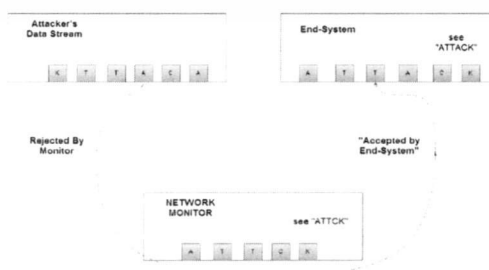 Attacker's
Data Stream
K T T A C A
End-System
see
"ATTACK"
A T T A C K
Rejected By
Monitor
"Accepted by
End-System"
NETWORK
MONITOR
see "ATTCK"
A T T C K